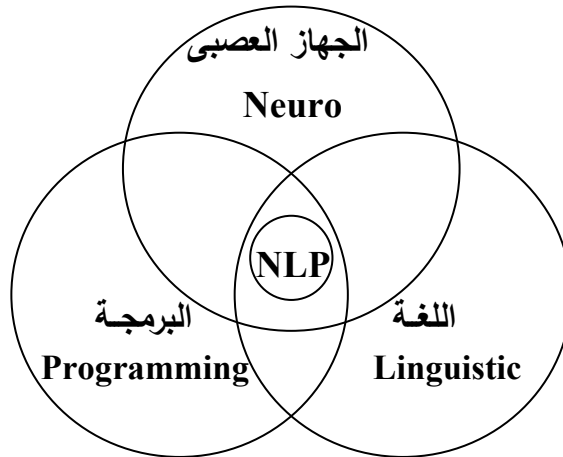 الجهاز العصبى
Neuro
NLP
البرمجـة
Programming
اللغـة
Linguistic